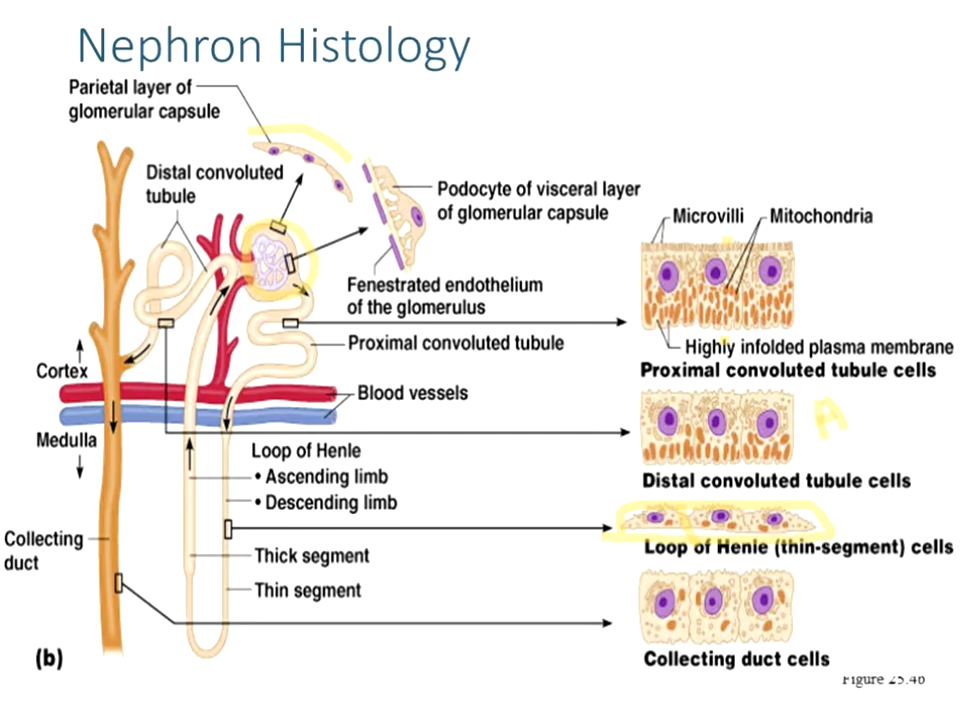 Nephron Histology
Parietal layer of
glomerular capsule
Distal convoluted
tubule
Podocyte of visceral layer
of glomerular capsule
Microvilli
Mitochondria
Fenestrated endothelium
of the glomerulus
Highly infolded plasma membrane
Proximal convoluted tubule
Proximal convoluted tubule cells
Cortex
Blood vessels
A
Medulla
Loop of Henle
• Ascending limb
• Descending limb
Distal convoluted tubule cells
Collecting
duct
Loop of Henle (thin-segment) cells
Thick segment
Thin segment
(b)
Collecting duct cells
Figure 25.4b